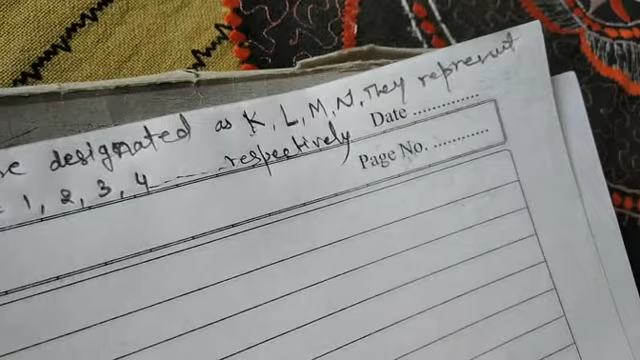 designated as K, L, M, N, They represent
1, 2, 3, 4 ........ respectively
Date ..............
Page No. ..............